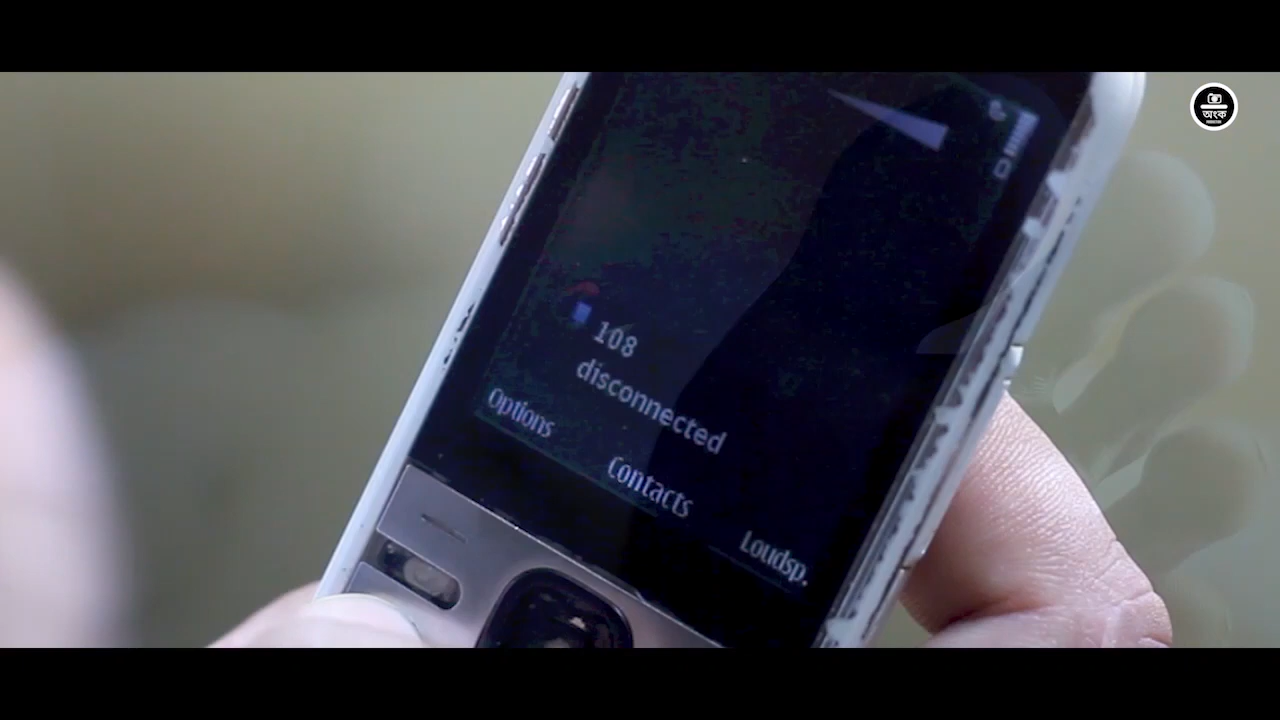 অংক
108
disconnected
Options
Contacts
Loudsp.